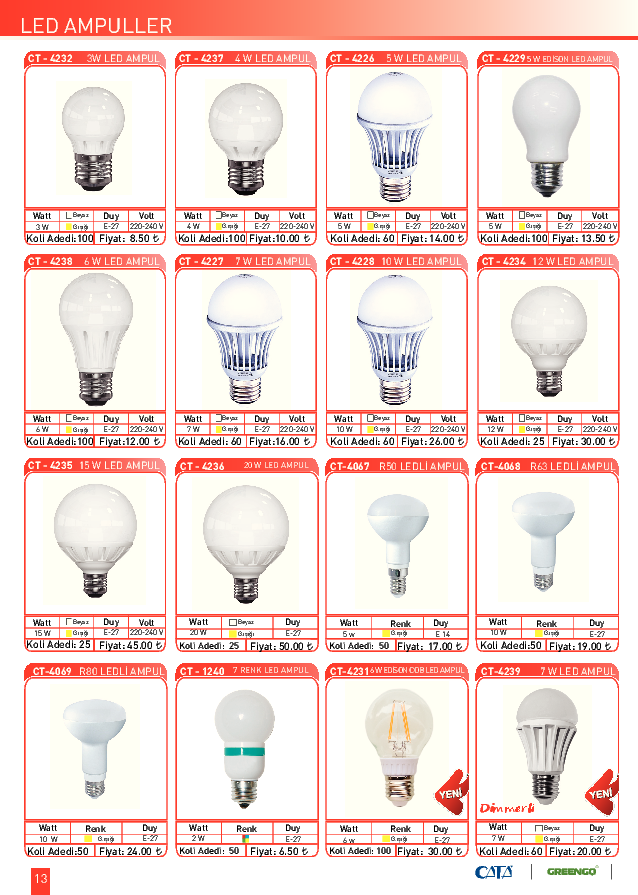 LED AMPULLER
CT - 4232 3W LED AMPUL
Watt Beyaz Duy Volt
3 W Günışığı E-27 220-240 V
Koli Adedi:100 Fiyat: 8.50 ₺
CT - 4237 4 W LED AMPUL
Watt Beyaz Duy Volt
4 W Günışığı E-27 220-240 V
Koli Adedi:100 Fiyat:10.00 ₺
CT - 4226 5 W LED AMPUL
Watt Beyaz Duy Volt
5 W Günışığı E-27 220-240 V
Koli Adedi: 60 Fiyat: 14.00 ₺
CT - 4229 5 W EDISON LED AMPUL
Watt Beyaz Duy Volt
5 W Günışığı E-27 220-240 V
Koli Adedi:100 Fiyat: 13.50 ₺
CT - 4238 6 W LED AMPUL
Watt Beyaz Duy Volt
6 W Günışığı E-27 220-240 V
Koli Adedi:100 Fiyat:12.00 ₺
CT - 4227 7 W LED AMPUL
Watt Beyaz Duy Volt
7 W Günışığı E-27 220-240 V
Koli Adedi: 60 Fiyat:16.00 ₺
CT - 4228 10 W LED AMPUL
Watt Beyaz Duy Volt
10 W Günışığı E-27 220-240 V
Koli Adedi: 60 Fiyat: 26.00 ₺
CT - 4234 12 W LED AMPUL
Watt Beyaz Duy Volt
12 W Günışığı E-27 220-240 V
Koli Adedi: 25 Fiyat: 30.00 ₺
CT - 4235 15 W LED AMPUL
Watt Beyaz Duy Volt
15 W Günışığı E-27 220-240 V
Koli Adedi: 25 Fiyat: 45.00 ₺
CT - 4236 20 W LED AMPUL
Watt Beyaz Duy
20 W Günışığı E-27
Koli Adedi: 25 Fiyat: 50.00 ₺
CT-4067 R50 LEDLİ AMPUL
Watt Renk Duy
5 w Günışığı E 14
Koli Adedi: 50 Fiyat: 17.00 ₺
CT-4068 R63 LEDLİ AMPUL
Watt Renk Duy
10 W Günışığı E-27
Koli Adedi:50 Fiyat: 19.00 ₺
CT-4069 R80 LEDLİ AMPUL
Watt Renk Duy
10 W Günışığı E-27
Koli Adedi:50 Fiyat: 24.00 ₺
CT - 1240 7 RENK LED AMPUL
Watt Renk Duy
2 W E-27
Koli Adedi: 50 Fiyat: 6.50 ₺
CT-4231 6W EDISON COB LED AMPUL
YENİ
Watt Renk Duy
6 w Günışığı E-27
Koli Adedi: 100 Fiyat: 30.00 ₺
CT-4239 7 W LED AMPUL
YENİ
Dimmerli
Watt Beyaz Duy
7 W Günışığı E-27
Koli Adedi: 60 Fiyat: 20.00 ₺
13
CATA GREENGO